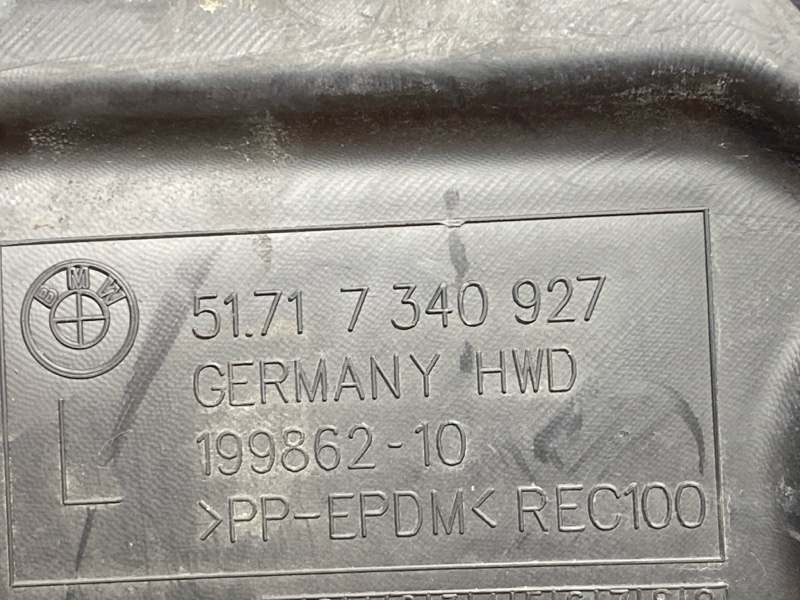 BMW
51.71 7 340 927
GERMANY HWD
199862-10
L
>PP-EPDM< REC100